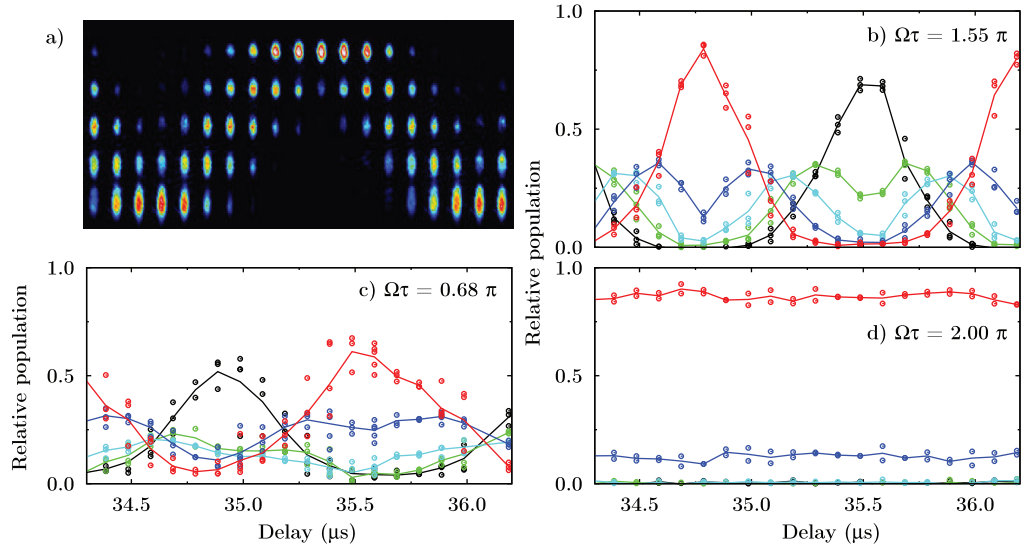 a)
b) Ωτ = 1.55 π
1.0
0.5
0.0
Relative population
c) Ωτ = 0.68 π
1.0
0.5
0.0
Relative population
34.5 35.0 35.5 36.0
Delay (μs)
d) Ωτ = 2.00 π
1.0
0.5
0.0
34.5 35.0 35.5 36.0
Delay (μs)